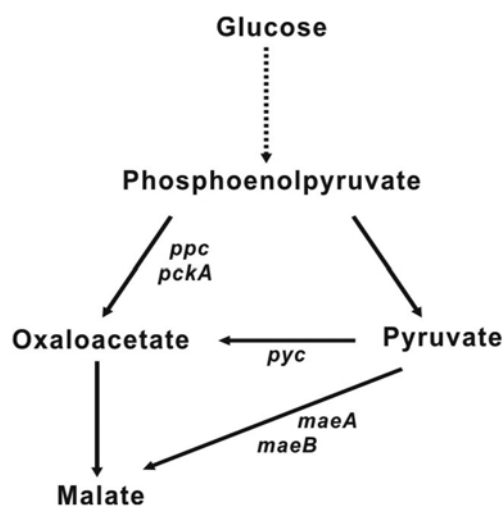 Glucose
Phosphoenolpyruvate
ppc
pckA
Oxaloacetate
Pyruvate
pyc
maeA
maeB
Malate